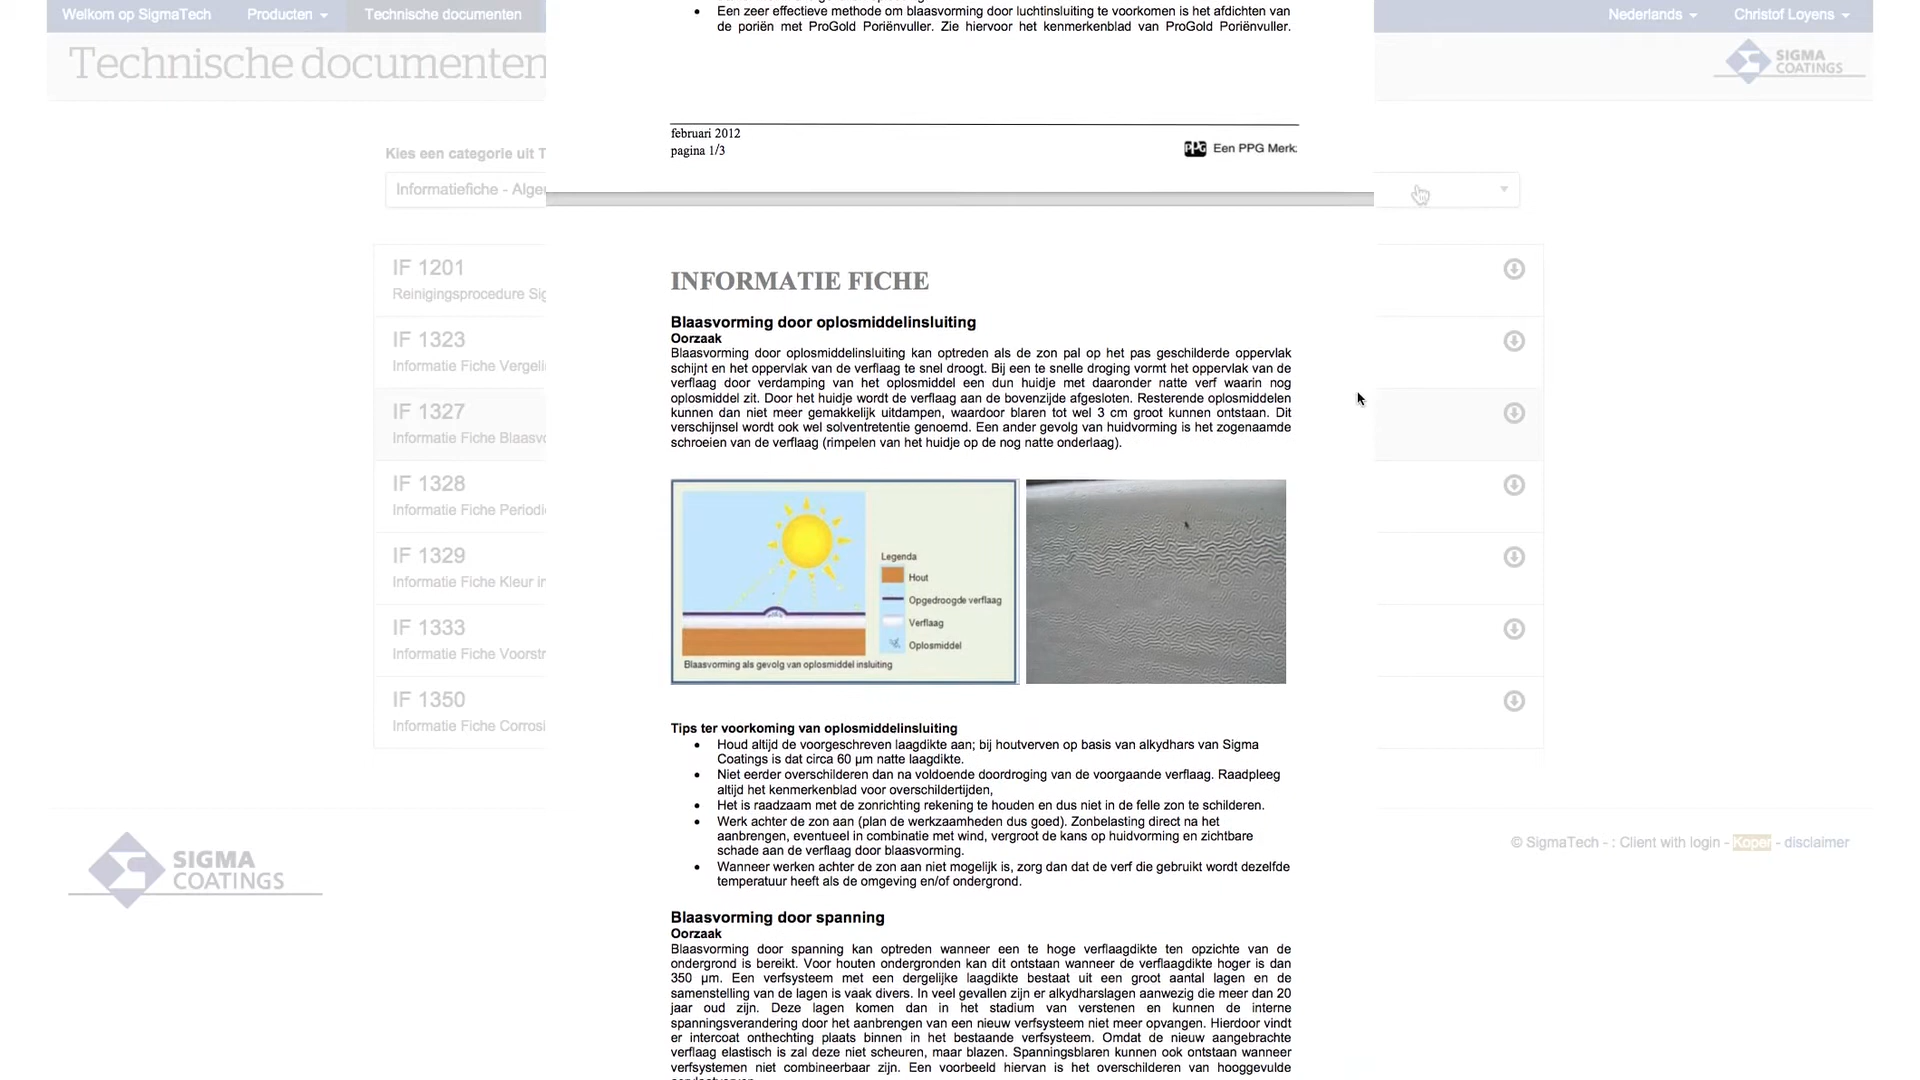 Welkom op SigmaTech
Producten
Technische documenten
Nederlands
Christof Loyens
Technische documenten
SIGMA
COATINGS
Kies een categorie uit T
Informatiefiche - Alge
IF 1201
Reinigingsprocedure Sig
IF 1323
Informatie Fiche Vergeli
IF 1327
Informatie Fiche Blaasvo
IF 1328
Informatie Fiche Periodi
IF 1329
Informatie Fiche Kleur in
IF 1333
Informatie Fiche Voorstr
IF 1350
Informatie Fiche Corrosi
• Een zeer effectieve methode om blaasvorming door luchtinsluiting te voorkomen is het afdichten van
de poriën met ProGold Poriënvuller. Zie hiervoor het kenmerkenblad van ProGold Poriënvuller.
februari 2012
pagina 1/3
PPG Een PPG Merk
INFORMATIE FICHE
Blaasvorming door oplosmiddelinsluiting
Oorzaak
Blaasvorming door oplosmiddelinsluiting kan optreden als de zon pal op het pas geschilderde oppervlak
schijnt en het oppervlak van de verflaag te snel droogt. Bij een te snelle droging vormt het oppervlak van de
verflaag door verdamping van het oplosmiddel een dun huidje met daaronder natte verf waarin nog
oplosmiddel zit. Door het huidje wordt de verflaag aan de bovenzijde afgesloten. Resterende oplosmiddelen
kunnen dan niet meer gemakkelijk uitdampen, waardoor blaren tot wel 3 cm groot kunnen ontstaan. Dit
verschijnsel wordt ook wel solventretentie genoemd. Een ander gevolg van huidvorming is het zogenaamde
schroeien van de verflaag (rimpelen van het huidje op de nog natte onderlaag).
Legenda
Hout
Opgedroogde verflaag
Verflaag
Oplosmiddel
Blaasvorming als gevolg van oplosmiddel insluiting
Tips ter voorkoming van oplosmiddelinsluiting
• Houd altijd de voorgeschreven laagdikte aan; bij houtverven op basis van alkydhars van Sigma
Coatings is dat circa 60 µm natte laagdikte.
• Niet eerder overschilderen dan na voldoende doordroging van de voorgaande verflaag. Raadpleeg
altijd het kenmerkenblad voor overschildertijden,
• Het is raadzaam met de zonrichting rekening te houden en dus niet in de felle zon te schilderen.
• Werk achter de zon aan (plan de werkzaamheden dus goed). Zonbelasting direct na het
aanbrengen, eventueel in combinatie met wind, vergroot de kans op huidvorming en zichtbare
schade aan de verflaag door blaasvorming.
• Wanneer werken achter de zon aan niet mogelijk is, zorg dan dat de verf die gebruikt wordt dezelfde
temperatuur heeft als de omgeving en/of ondergrond.
Blaasvorming door spanning
Oorzaak
Blaasvorming door spanning kan optreden wanneer een te hoge verflaagdikte ten opzichte van de
ondergrond is bereikt. Voor houten ondergronden kan dit ontstaan wanneer de verflaagdikte hoger is dan
350 µm. Een verfsysteem met een dergelijke laagdikte bestaat uit een groot aantal lagen en de
samenstelling van de lagen is vaak divers. In veel gevallen zijn er alkydharslagen aanwezig die meer dan 20
jaar oud zijn. Deze lagen komen dan in het stadium van verstenen en kunnen de interne
spanningsverandering door het aanbrengen van een nieuw verfsysteem niet meer opvangen. Hierdoor vindt
er intercoat onthechting plaats binnen in het bestaande verfsysteem. Omdat de nieuw aangebrachte
verflaag elastisch is zal deze niet scheuren, maar blazen. Spanningsblaren kunnen ook ontstaan wanneer
verfsystemen niet combineerbaar zijn. Een voorbeeld hiervan is het overschilderen van hooggevulde
SIGMA
COATINGS
© SigmaTech - : Client with login - Koper - disclaimer